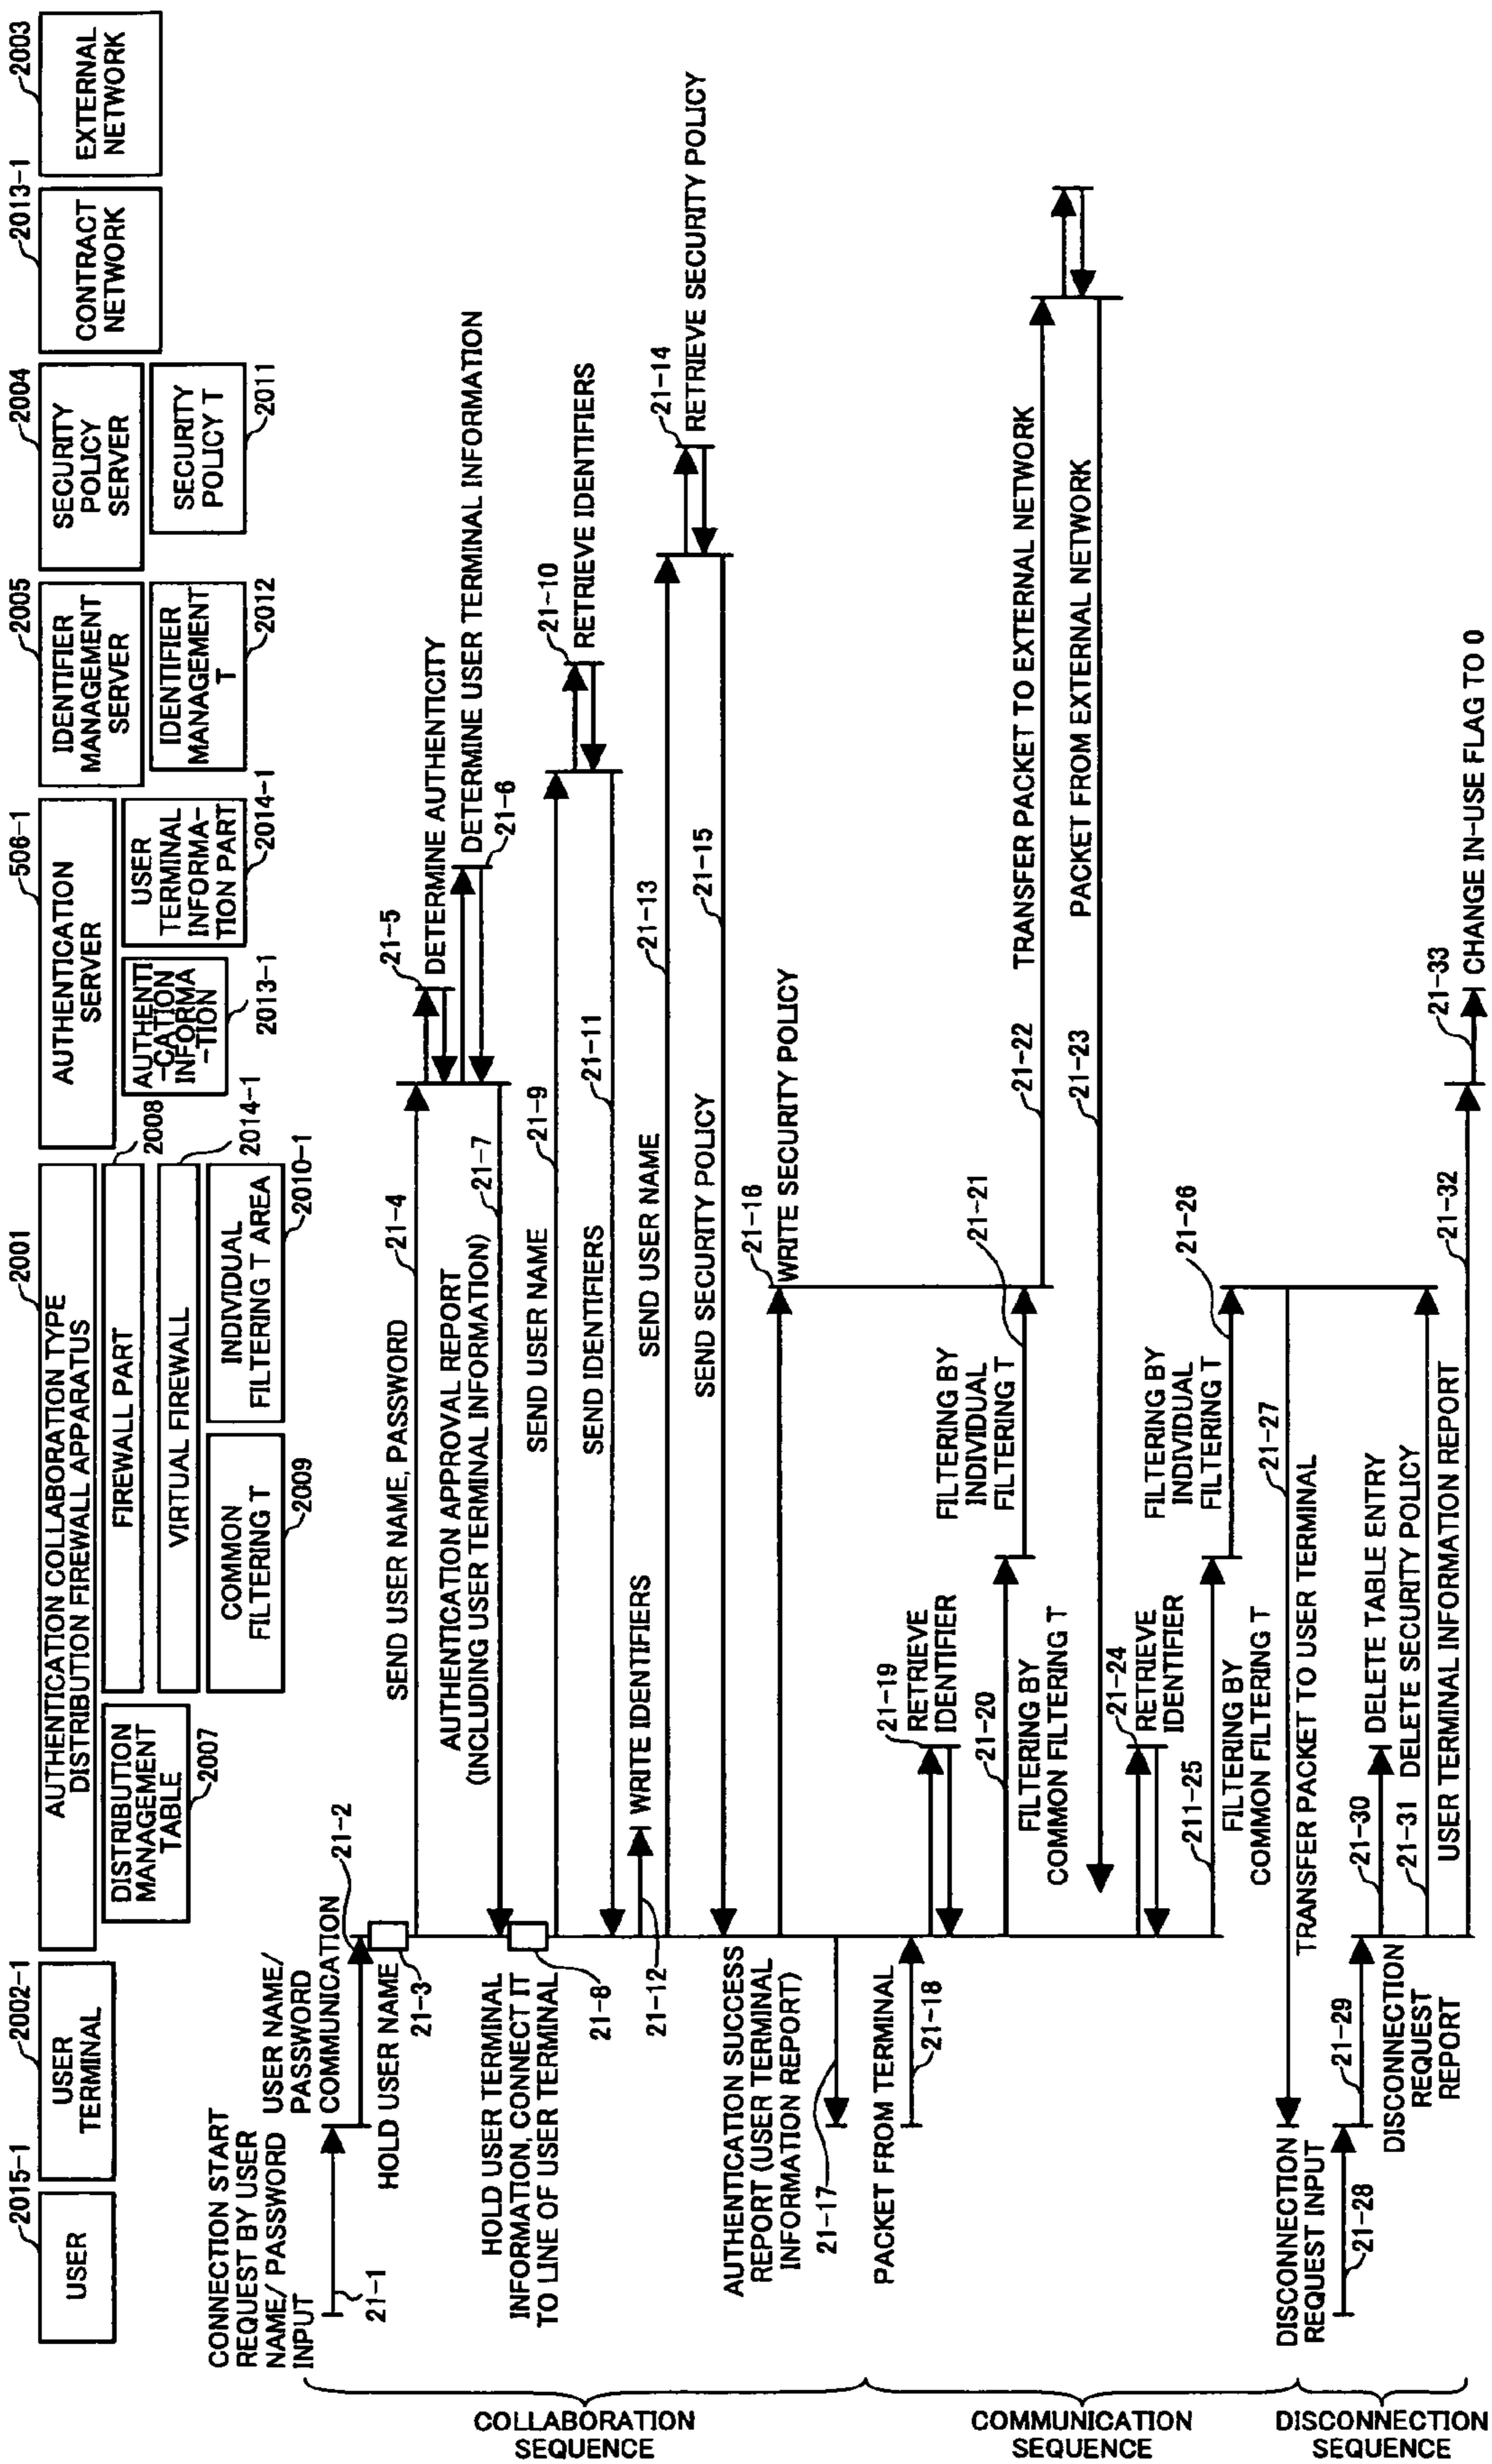 USER
2015-1
USER
TERMINAL
2002-1
AUTHENTICATION COLLABORATION TYPE
DISTRIBUTION FIREWALL APPARATUS
2001
DISTRIBUTION
MANAGEMENT
TABLE
2007
FIREWALL PART
2008
VIRTUAL FIREWALL
2014-1
COMMON
FILTERING T
2009
INDIVIDUAL
FILTERING T AREA
2010-1
AUTHENTICATION
SERVER
506-1
AUTHENTI
-CATION
INFORMA
-TION
2013-1
USER
TERMINAL
INFORMA-
TION PART
2014-1
IDENTIFIER
MANAGEMENT
SERVER
2005
IDENTIFIER
MANAGEMENT
T
2012
SECURITY
POLICY
SERVER
2004
SECURITY
POLICY T
2011
CONTRACT
NETWORK
2013-1
EXTERNAL
NETWORK
2003
CONNECTION START
REQUEST BY USER
NAME/ PASSWORD
INPUT
21-1
USER NAME/
PASSWORD
COMMUNICATION
21-2
HOLD USER NAME
21-3
SEND USER NAME, PASSWORD
21-4
21-5
DETERMINE AUTHENTICITY
DETERMINE USER TERMINAL INFORMATION
21-6
AUTHENTICATION APPROVAL REPORT
(INCLUDING USER TERMINAL INFORMATION)
21-7
HOLD USER TERMINAL
INFORMATION, CONNECT IT
TO LINE OF USER TERMINAL
21-8
SEND USER NAME
21-9
21-10
RETRIEVE IDENTIFIERS
SEND IDENTIFIERS
21-11
WRITE IDENTIFIERS
21-12
SEND USER NAME
21-13
21-14
RETRIEVE SECURITY POLICY
SEND SECURITY POLICY
21-15
21-16
WRITE SECURITY POLICY
AUTHENTICATION SUCCESS
REPORT (USER TERMINAL
INFORMATION REPORT)
21-17
PACKET FROM TERMINAL
21-18
21-19
RETRIEVE
IDENTIFIER
21-20
FILTERING BY
COMMON FILTERING T
FILTERING BY
INDIVIDUAL
FILTERING T
21-21
21-22
TRANSFER PACKET TO EXTERNAL NETWORK
21-23
PACKET FROM EXTERNAL NETWORK
21-24
RETRIEVE
IDENTIFIER
211-25
FILTERING BY
COMMON FILTERING T
FILTERING BY
INDIVIDUAL
FILTERING T
21-26
21-27
TRANSFER PACKET TO USER TERMINAL
DISCONNECTION
REQUEST INPUT
21-28
21-29
DISCONNECTION
REQUEST
REPORT
21-30
DELETE TABLE ENTRY
21-31
DELETE SECURITY POLICY
USER TERMINAL INFORMATION REPORT
21-32
21-33
CHANGE IN-USE FLAG TO 0
COLLABORATION
SEQUENCE
COMMUNICATION
SEQUENCE
DISCONNECTION
SEQUENCE